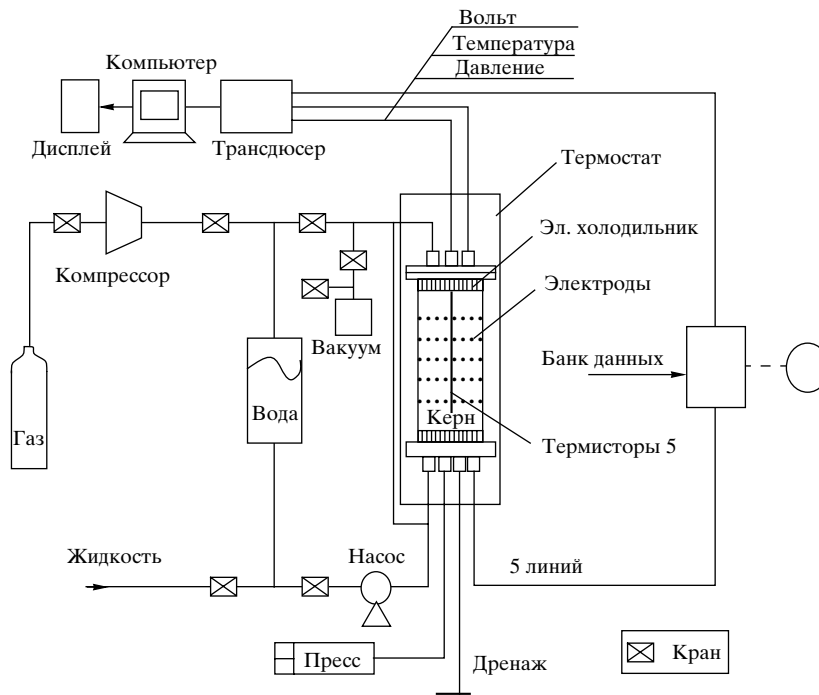 Вольт
Температура
Давление
Компьютер
Дисплей
Трансдюсер
Термостат
Эл. холодильник
Компрессор
Электроды
Вакуум
Банк данных
Вода
Керн
Газ
Термисторы 5
Жидкость
Насос
5 линий
Пресс
Дренаж
Кран